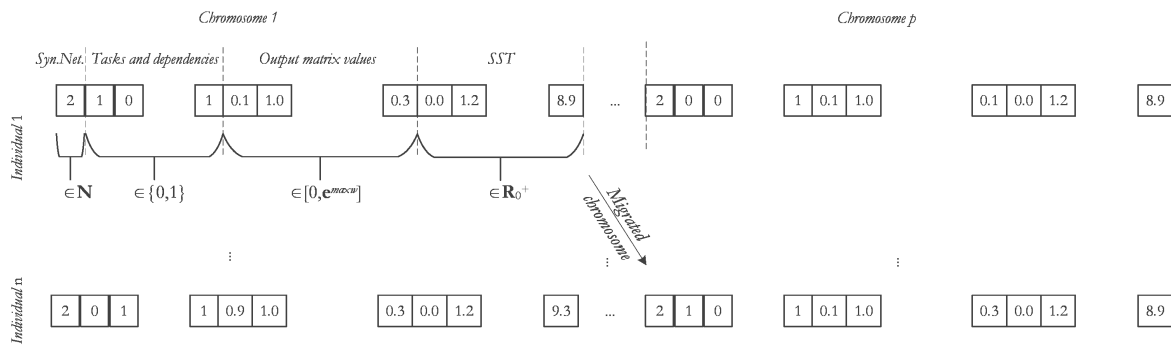 Chromosome 1 Chromosome p
Syn.Net. Tasks and dependencies Output matrix values SST
Individual 1
2 1 0 1 0.1 1.0 0.3 0.0 1.2 8.9 ... 2 0 0 1 0.1 1.0 0.1 0.0 1.2 8.9
∈N ∈{0,1} ∈[0,e^maxw] ∈R₀⁺
Migrated
chromosome
... ... ...
Individual n
2 0 1 1 0.9 1.0 0.3 0.0 1.2 9.3 ... 2 1 0 1 0.1 1.0 0.3 0.0 1.2 8.9